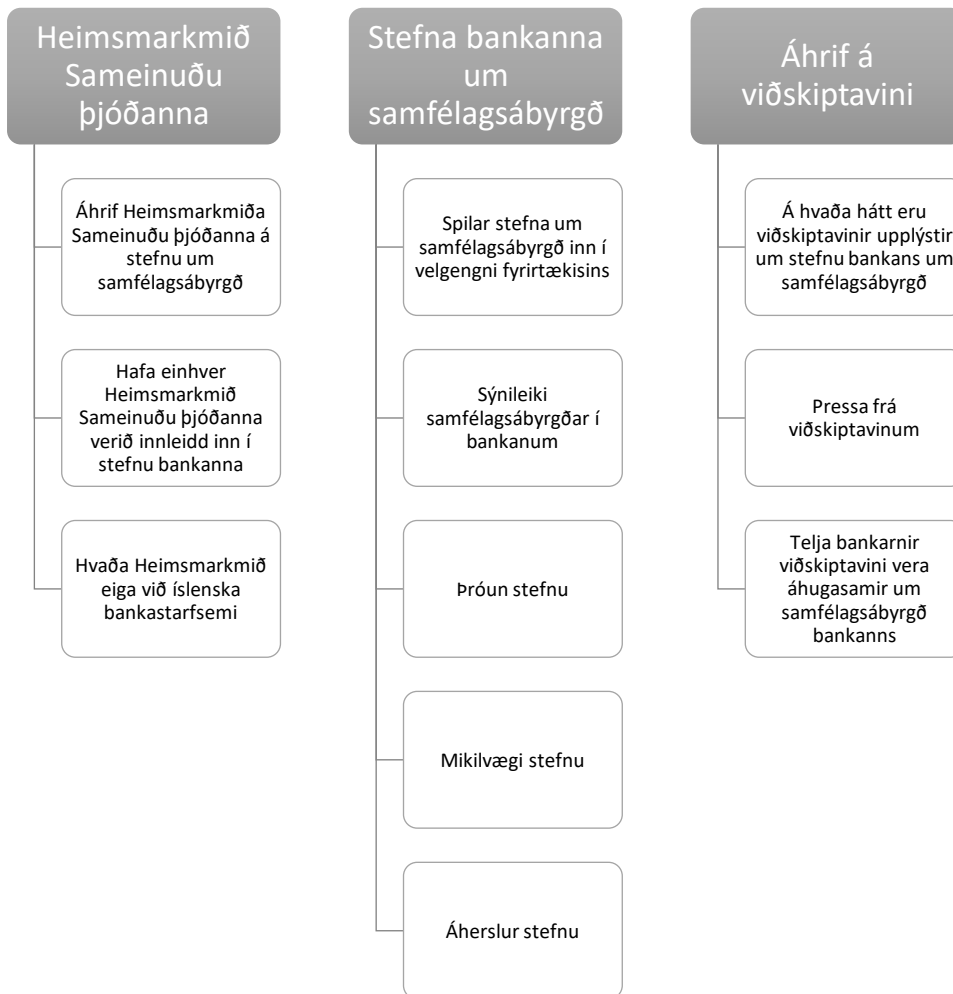 Heimsmarkmið
Sameinuðu
þjóðanna
Áhrif Heimsmarkmiða
Sameinuðu þjóðanna á
stefnu um
samfélagsábyrgð
Hafa einhver
Heimsmarkmið
Sameinuðu þjóðanna
verið innleidd inn í
stefnu bankanna
Hvaða Heimsmarkmið
eiga við íslenska
bankastarfsemi
Stefna bankanna
um
samfélagsábyrgð
Spilar stefna um
samfélagsábyrgð inn í
velgengni fyrirtækisins
Sýnileiki
samfélagsábyrgðar í
bankanum
Þróun stefnu
Mikilvægi stefnu
Áherslur stefnu
Áhrif á
viðskiptavini
Á hvaða hátt eru
viðskiptavinir upplýstir
um stefnu bankans um
samfélagsábyrgð
Pressa frá
viðskiptavinum
Telja bankarnir
viðskiptavini vera
áhugasamir um
samfélagsábyrgð
bankanns